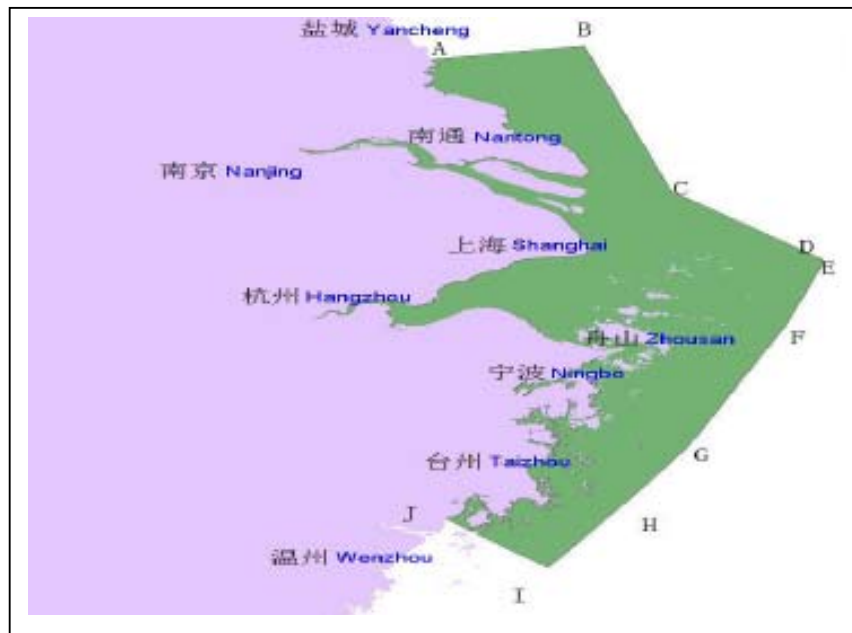 盐城 Yancheng
A
B
南通 Nantong
南京 Nanjing
C
上海 Shanghai
D
E
杭州 Hangzhou
舟山 Zhousan
F
宁波 Ningbo
台州 Taizhou
G
J
H
温州 Wenzhou
I